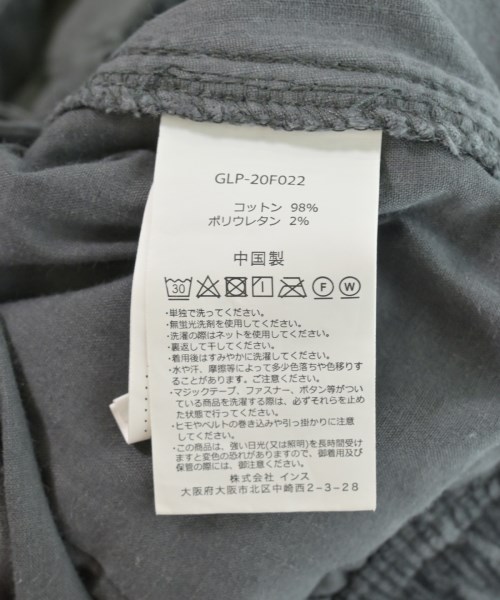 GLP-20F022
コットン 98%
ポリウレタン 2%
中国製
30 F W
・単独で洗ってください。
・無蛍光洗剤を使用してください。
・洗濯の際はネットを使用してください。
・裏返して干してください。
・着用後はすみやかに洗濯してください。
・水や汗、摩擦等によって多少色落ちや色移りす
ることがあります。ご注意ください。
・マジックテープ、ファスナー、ボタン等がつい
ている商品を洗濯する際は、必ずそれらを止め
た状態で行ってください。
・ヒモやベルトの巻き込みや引っ掛かりに注意
してください。
・この商品は、強い日光(又は照明)を長時間受け
ますと変色の恐れがありますので、御着用及び
保管の際には、御注意ください。
株式会社 インス
大阪府大阪市北区中崎西2-3-28